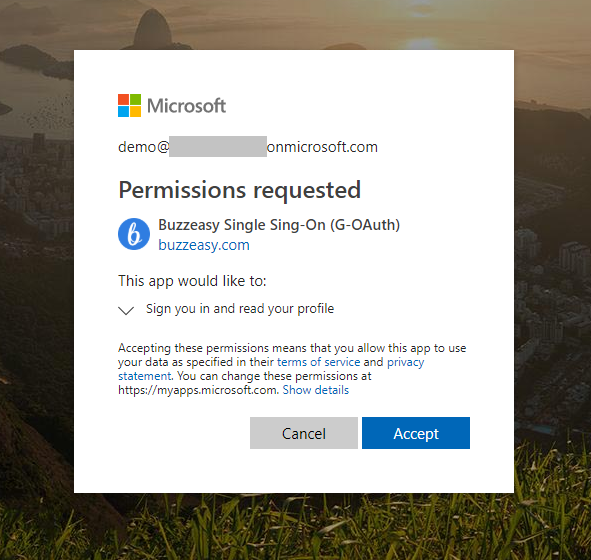 Microsoft
demo@ onmicrosoft.com
Permissions requested
Buzzeasy Single Sing-On (G-OAuth)
buzzeasy.com
This app would like to:
Sign you in and read your profile
Accepting these permissions means that you allow this app to use
your data as specified in their terms of service and privacy
statement. You can change these permissions at
https://myapps.microsoft.com. Show details
Cancel Accept